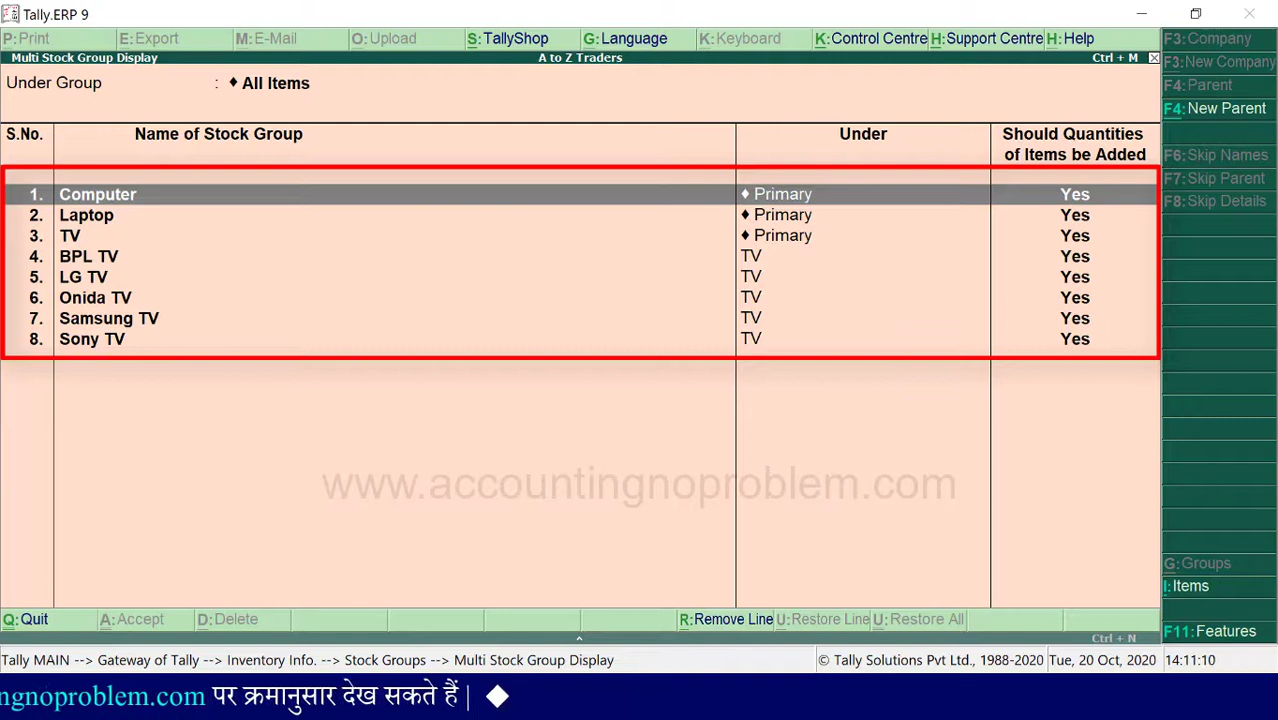 Tally.ERP 9
P: Print E: Export M: E-Mail O: Upload S: TallyShop G: Language K: Keyboard K: Control Centre H: Support Centre H: Help F3: Company
Multi Stock Group Display A to Z Traders Ctrl + M
F3: New Company
Under Group : ♦ All Items
F4: Parent
F4: New Parent
S.No. Name of Stock Group Under Should Quantities of Items be Added
F6: Skip Names
F7: Skip Parent
F8: Skip Details
1. Computer ♦ Primary Yes
2. Laptop ♦ Primary Yes
3. TV ♦ Primary Yes
4. BPL TV TV Yes
5. LG TV TV Yes
6. Onida TV TV Yes
7. Samsung TV TV Yes
8. Sony TV TV Yes
www.accountingnoproblem.com
G: Groups
I: Items
Q: Quit A: Accept D: Delete R: Remove Line U: Restore Line U: Restore All
F11: Features
Ctrl + N
Tally MAIN --> Gateway of Tally --> Inventory Info. --> Stock Groups --> Multi Stock Group Display © Tally Solutions Pvt Ltd., 1988-2020 Tue, 20 Oct, 2020 14:11:10
ngnoproblem.com पर क्रमानुसार देख सकते हैं | ◆